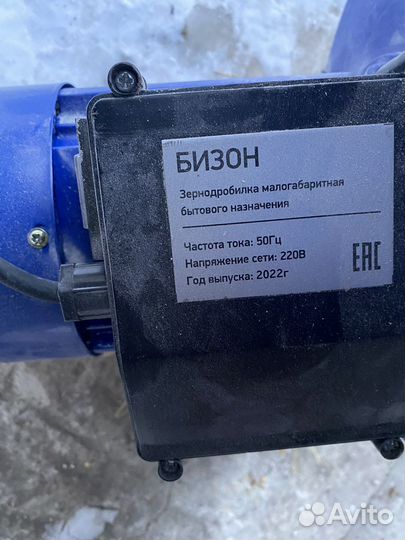 БИЗОН
Зернодробилка малогабаритная
бытового назначения
Частота тока: 50Гц
Напряжение сети: 220В
Год выпуска: 2022г
ЕАС
Avito